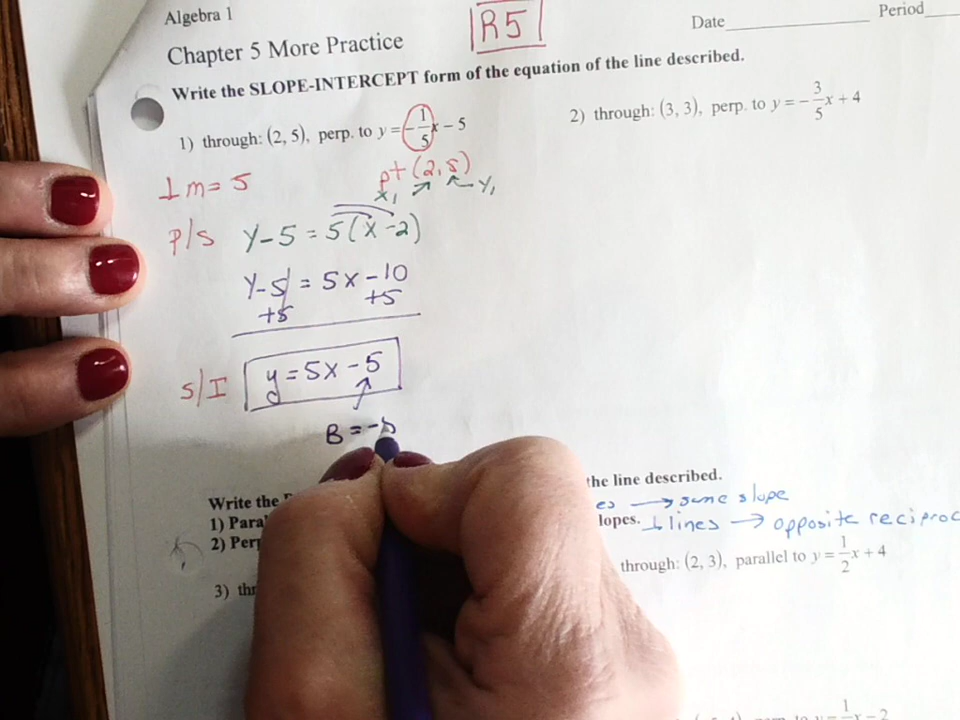 Algebra 1
R5
Date
Period
Chapter 5 More Practice
Write the SLOPE-INTERCEPT form of the equation of the line described.
1) through: (2, 5), perp. to y = -1/5 x - 5
2) through: (3, 3), perp. to y = -3/5 x + 4
⊥ m = 5
pt (2, 5)
x₁ y₁
p/s y-5 = 5(x-2)
y-5 = 5x-10
+5 +5
S/I y = 5x - 5
B = -5
Write the
the line described.
1) Para
es → same slope
2) Perp
lopes. ⊥ lines → opposite reciproc
3) thr
through: (2, 3), parallel to y = 1/2 x + 4